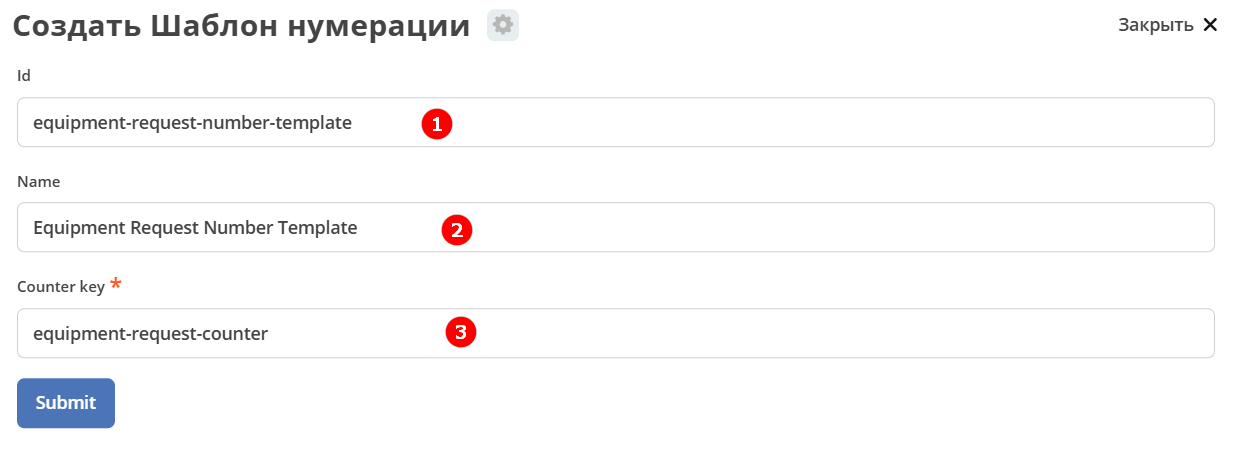 Создать Шаблон нумерации
Закрыть ✕
Id
equipment-request-number-template 1
Name
Equipment Request Number Template 2
Counter key *
equipment-request-counter 3
Submit